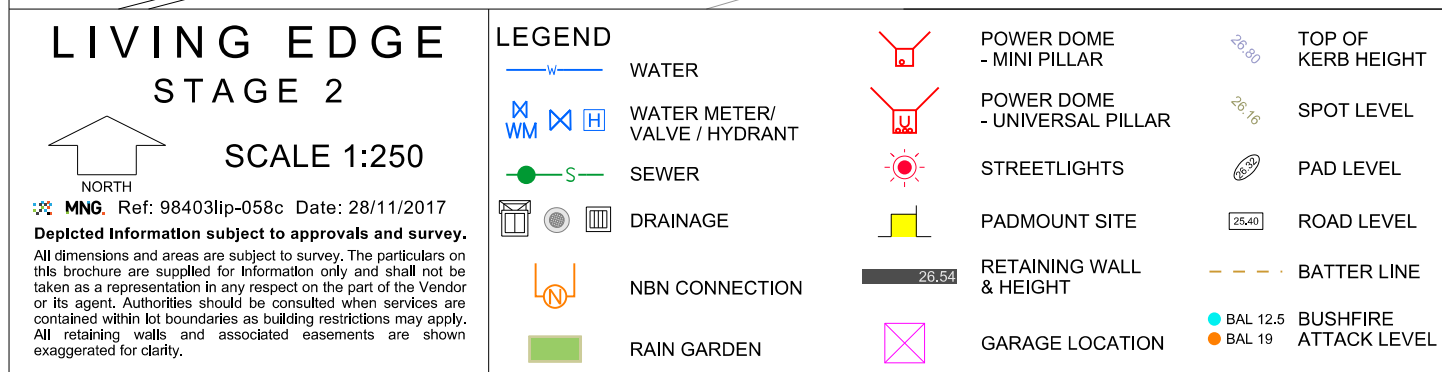 LIVING EDGE
STAGE 2
NORTH
SCALE 1:250
MNG. Ref: 98403lip-058c Date: 28/11/2017
Depicted Information subject to approvals and survey.
All dimensions and areas are subject to survey. The particulars on
this brochure are supplied for information only and shall not be
taken as a representation in any respect on the part of the Vendor
or its agent. Authorities should be consulted when services are
contained within lot boundaries as building restrictions may apply.
All retaining walls and associated easements are shown
exaggerated for clarity.
LEGEND
W
WATER
WM
H
WATER METER/
VALVE / HYDRANT
S
SEWER
DRAINAGE
N
NBN CONNECTION
RAIN GARDEN
POWER DOME
- MINI PILLAR
U
POWER DOME
- UNIVERSAL PILLAR
STREETLIGHTS
PADMOUNT SITE
26.54
RETAINING WALL
& HEIGHT
GARAGE LOCATION
26.80
TOP OF
KERB HEIGHT
26.16
SPOT LEVEL
26.32
PAD LEVEL
25.40
ROAD LEVEL
BATTER LINE
BAL 12.5
BAL 19
BUSHFIRE
ATTACK LEVEL